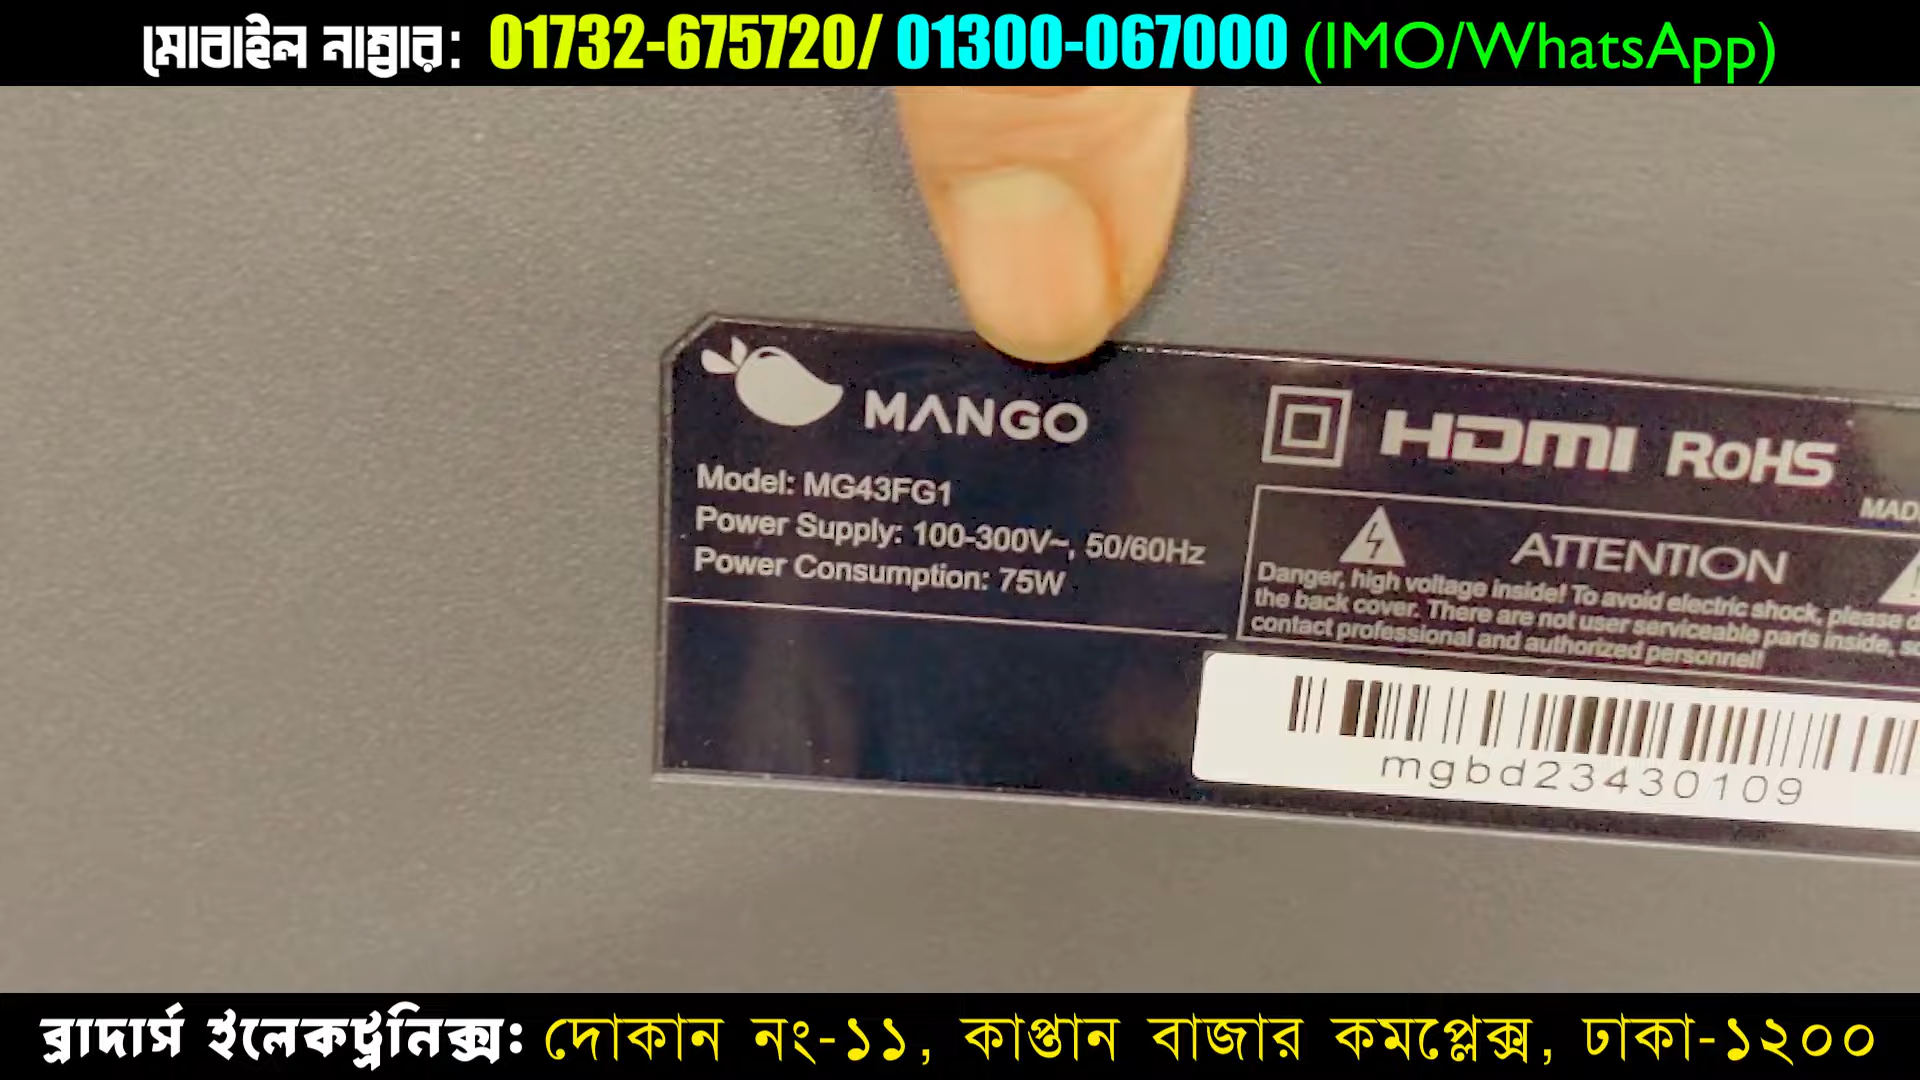 মোবাইল নাম্বার: 01732-675720/ 01300-067000 (IMO/WhatsApp)
MANGO
Model: MG43FG1
Power Supply: 100-300V~, 50/60Hz
Power Consumption: 75W
HDMI RoHS
ATTENTION
Danger, high voltage inside! To avoid electric shock, please
the back cover. There are not user serviceable parts inside,
contact professional and authorized personnel!
mgbd23430109
ব্রাদার্স ইলেকট্রনিক্স: দোকান নং-১১, কাপ্তান বাজার কমপ্লেক্স, ঢাকা-১২০০